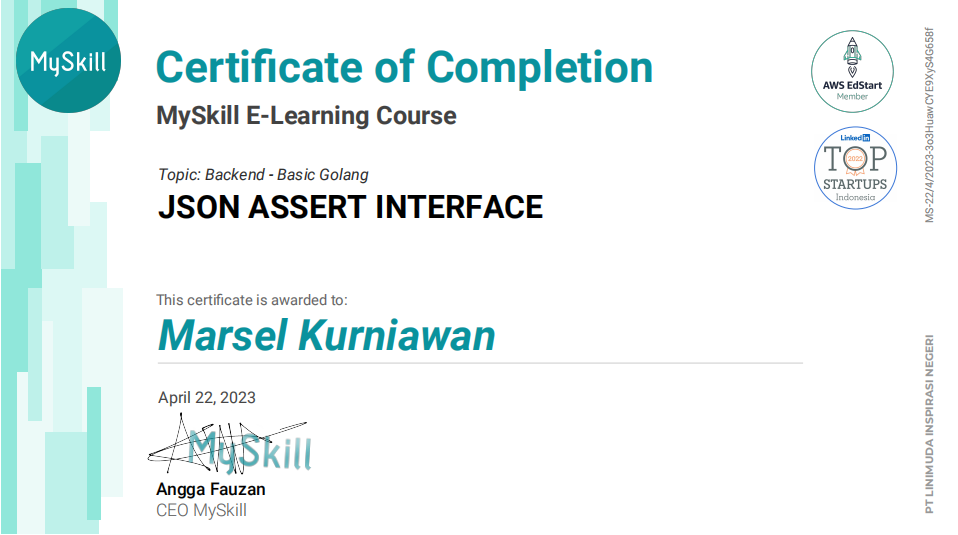 MySkill
Certificate of Completion
MySkill E-Learning Course
Topic: Backend - Basic Golang
JSON ASSERT INTERFACE
This certificate is awarded to:
Marsel Kurniawan
April 22, 2023
MySkill
Angga Fauzan
CEO MySkill
AWS EdStart
Member
LinkedIn
TOP
2022
STARTUPS
Indonesia
MS-22/4/2023-3o3HuawCYE9XyS4G658f
PT LINIMUDA INSPIRASI NEGERI